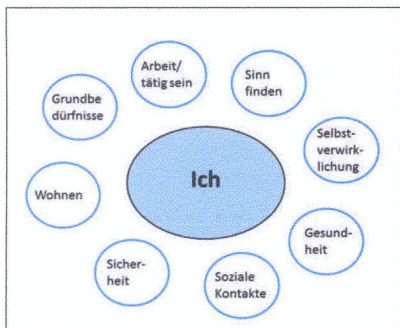 Arbeit/
tätig sein
Sinn
finden
Grundbe
dürfnisse
Selbst-
verwirk-
lichung
Ich
Wohnen
Gesund-
heit
Sicher-
heit
Soziale
Kontakte